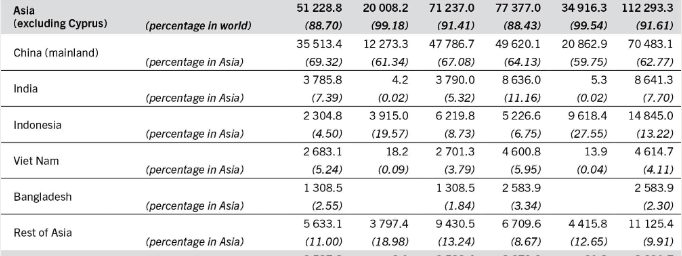 Asia 51 228.8 20 008.2 71 237.0 77 377.0 34 916.3 112 293.3
(excluding Cyprus) (percentage in world) (88.70) (99.18) (91.41) (88.43) (99.54) (91.61)
China (mainland) 35 513.4 12 273.3 47 786.7 49 620.1 20 862.9 70 483.1
(percentage in Asia) (69.32) (61.34) (67.08) (64.13) (59.75) (62.77)
India 3 785.8 4.2 3 790.0 8 636.0 5.3 8 641.3
(percentage in Asia) (7.39) (0.02) (5.32) (11.16) (0.02) (7.70)
Indonesia 2 304.8 3 915.0 6 219.8 5 226.6 9 618.4 14 845.0
(percentage in Asia) (4.50) (19.57) (8.73) (6.75) (27.55) (13.22)
Viet Nam 2 683.1 18.2 2 701.3 4 600.8 13.9 4 614.7
(percentage in Asia) (5.24) (0.09) (3.79) (5.95) (0.04) (4.11)
Bangladesh 1 308.5 1 308.5 2 583.9 2 583.9
(percentage in Asia) (2.55) (1.84) (3.34) (2.30)
Rest of Asia 5 633.1 3 797.4 9 430.5 6 709.6 4 415.8 11 125.4
(percentage in Asia) (11.00) (18.98) (13.24) (8.67) (12.65) (9.91)